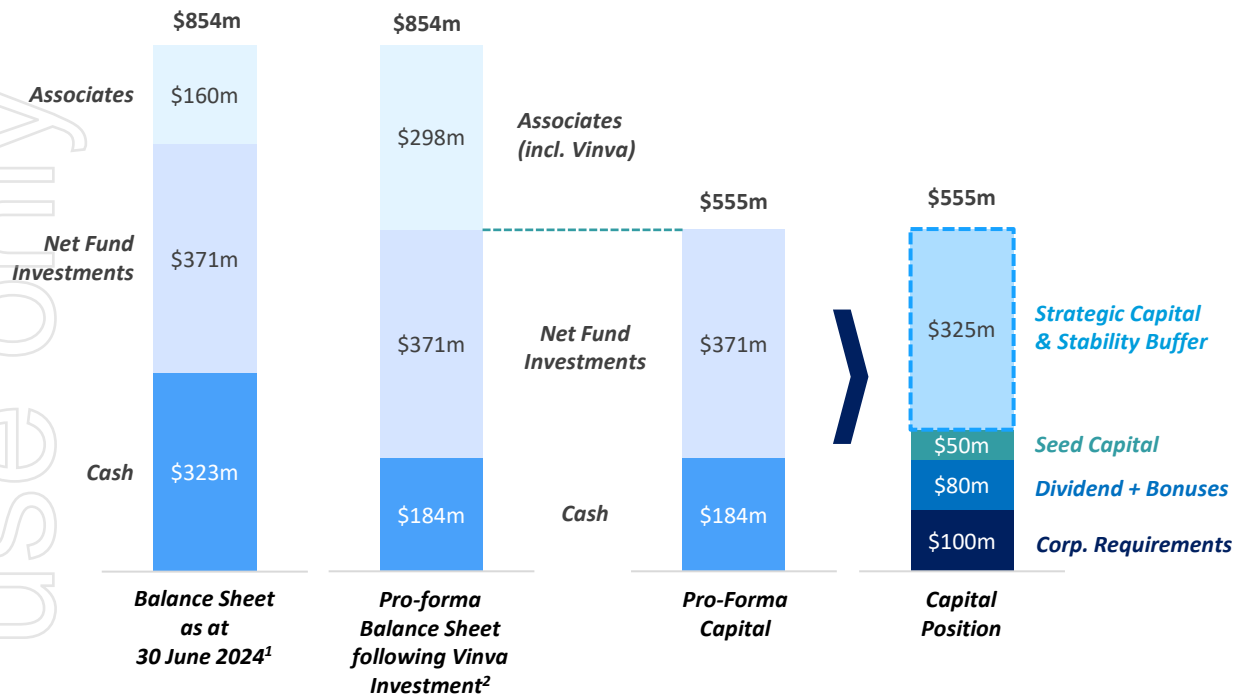 $854m
$854m
Associates
$160m
$298m
Associates
(incl. Vinva)
$555m
$555m
Net Fund
Investments
$371m
$371m
Net Fund
Investments
$371m
$325m
Strategic Capital
& Stability Buffer
Cash
$323m
$184m
Cash
$184m
$50m
Seed Capital
$80m
Dividend + Bonuses
$100m
Corp. Requirements
Balance Sheet
as at
30 June 2024¹
Pro-forma
Balance Sheet
following Vinva
Investment²
Pro-Forma
Capital
Capital
Position
use only